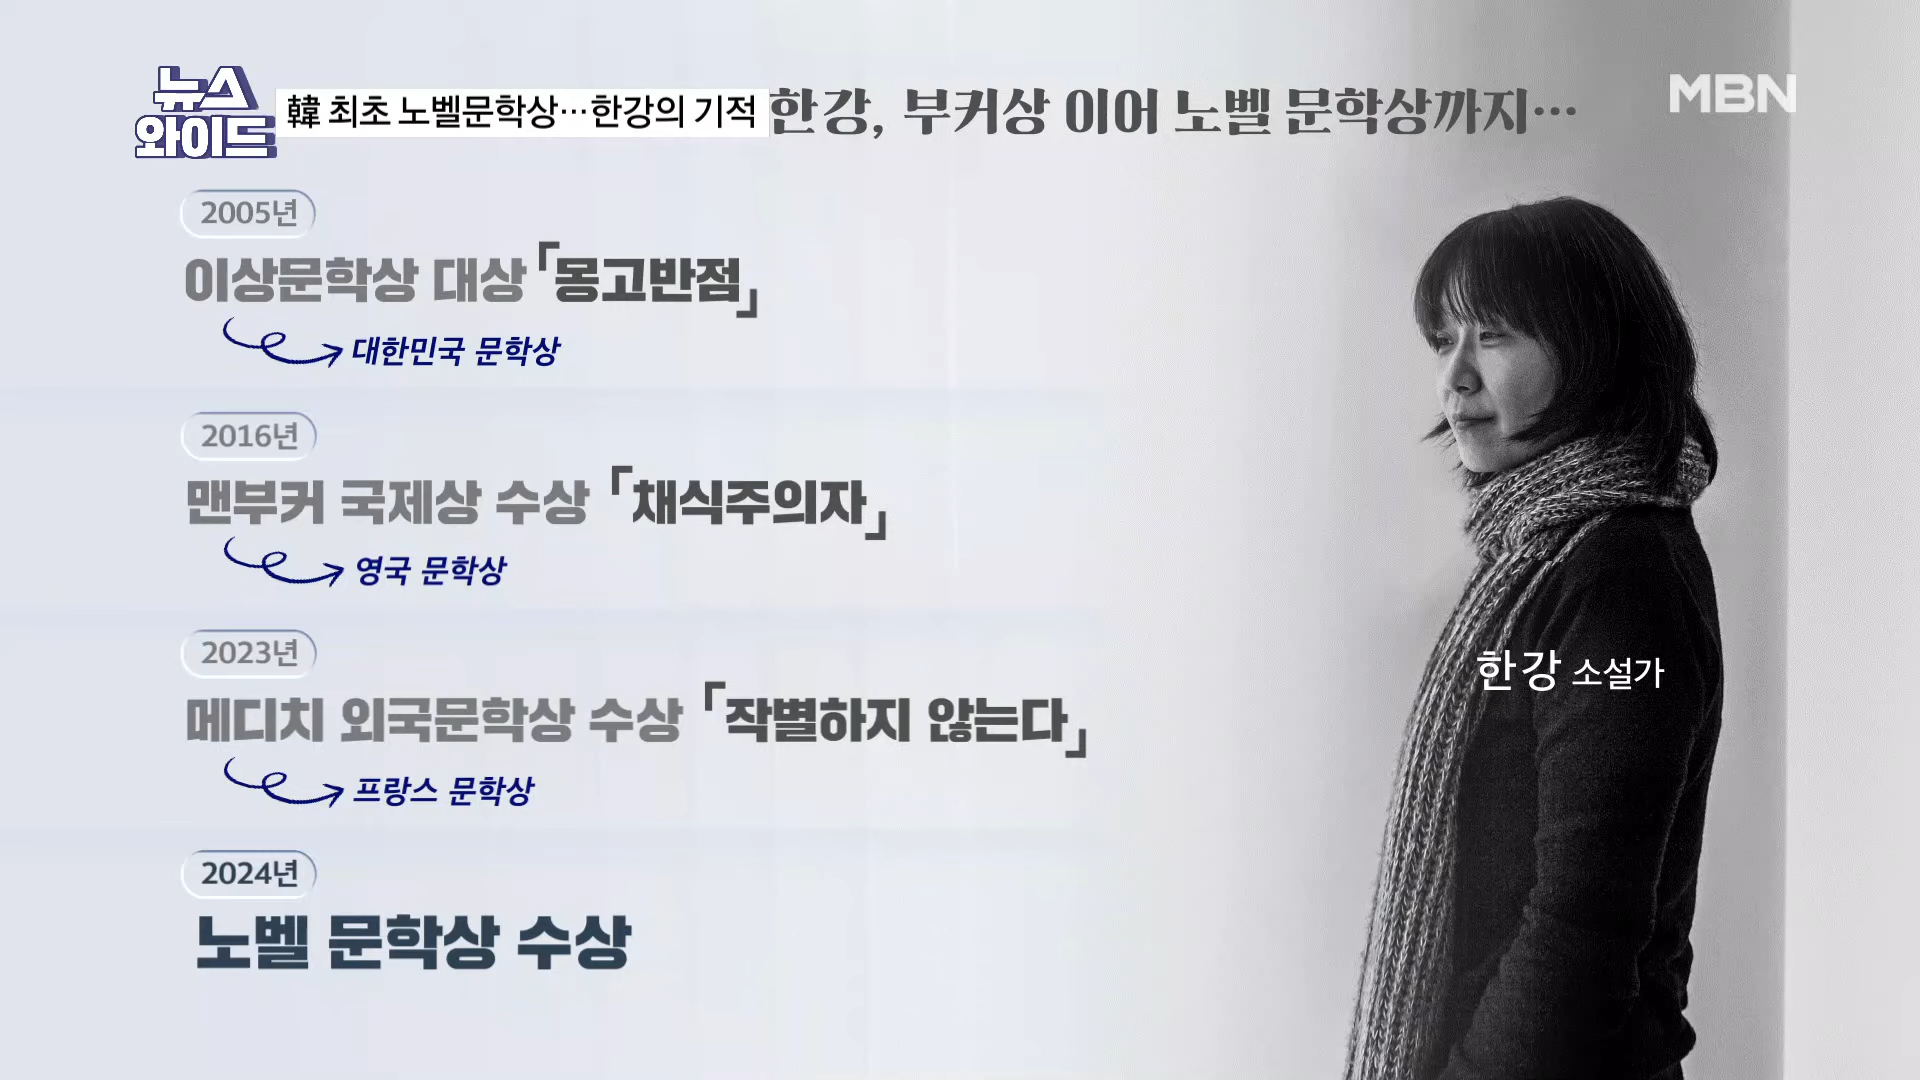 뉴스
와이드
韓 최초 노벨문학상…한강의 기적
한강, 부커상 이어 노벨 문학상까지…
MBN
2005년
이상문학상 대상 「몽고반점」
대한민국 문학상
2016년
맨부커 국제상 수상 「채식주의자」
영국 문학상
2023년
메디치 외국문학상 수상 「작별하지 않는다」
프랑스 문학상
한강 소설가
2024년
노벨 문학상 수상